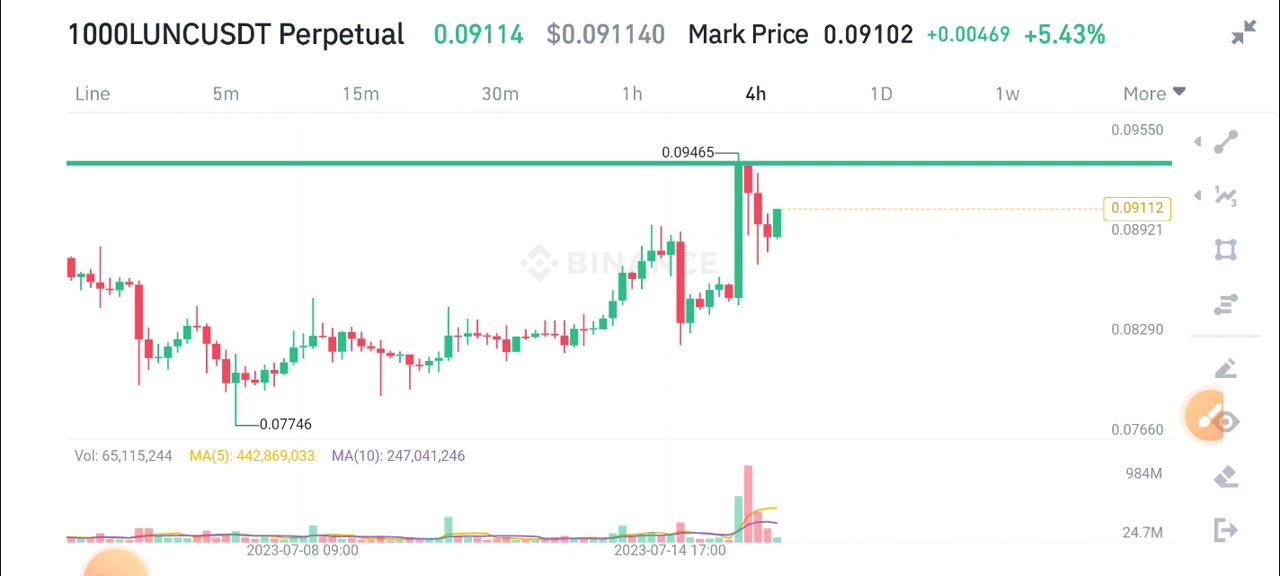 1000LUNCUSDT Perpetual 0.09114 $0.091140 Mark Price 0.09102 +0.00469 +5.43%
Line 5m 15m 30m 1h 4h 1D 1w More
0.09550
0.09465
0.09112
0.08921
BINANCE
0.08290
0.07746
0.07660
Vol: 65,115,244 MA(5): 442,869,033 MA(10): 247,041,246
984M
24.7M
2023-07-08 09:00 2023-07-14 17:00